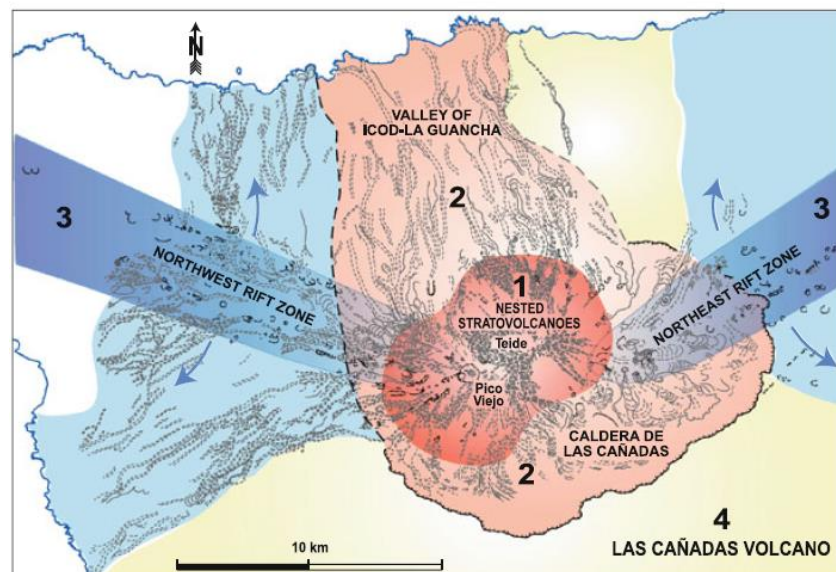 N
VALLEY OF
ICOD-LA GUANCHA
2
3
3
NORTHWEST RIFT ZONE
NORTHEAST RIFT ZONE
1
NESTED
STRATOVOLCANOES
Teide
Pico
Viejo
CALDERA DE
LAS CAÑADAS
2
4
LAS CAÑADAS VOLCANO
10 km